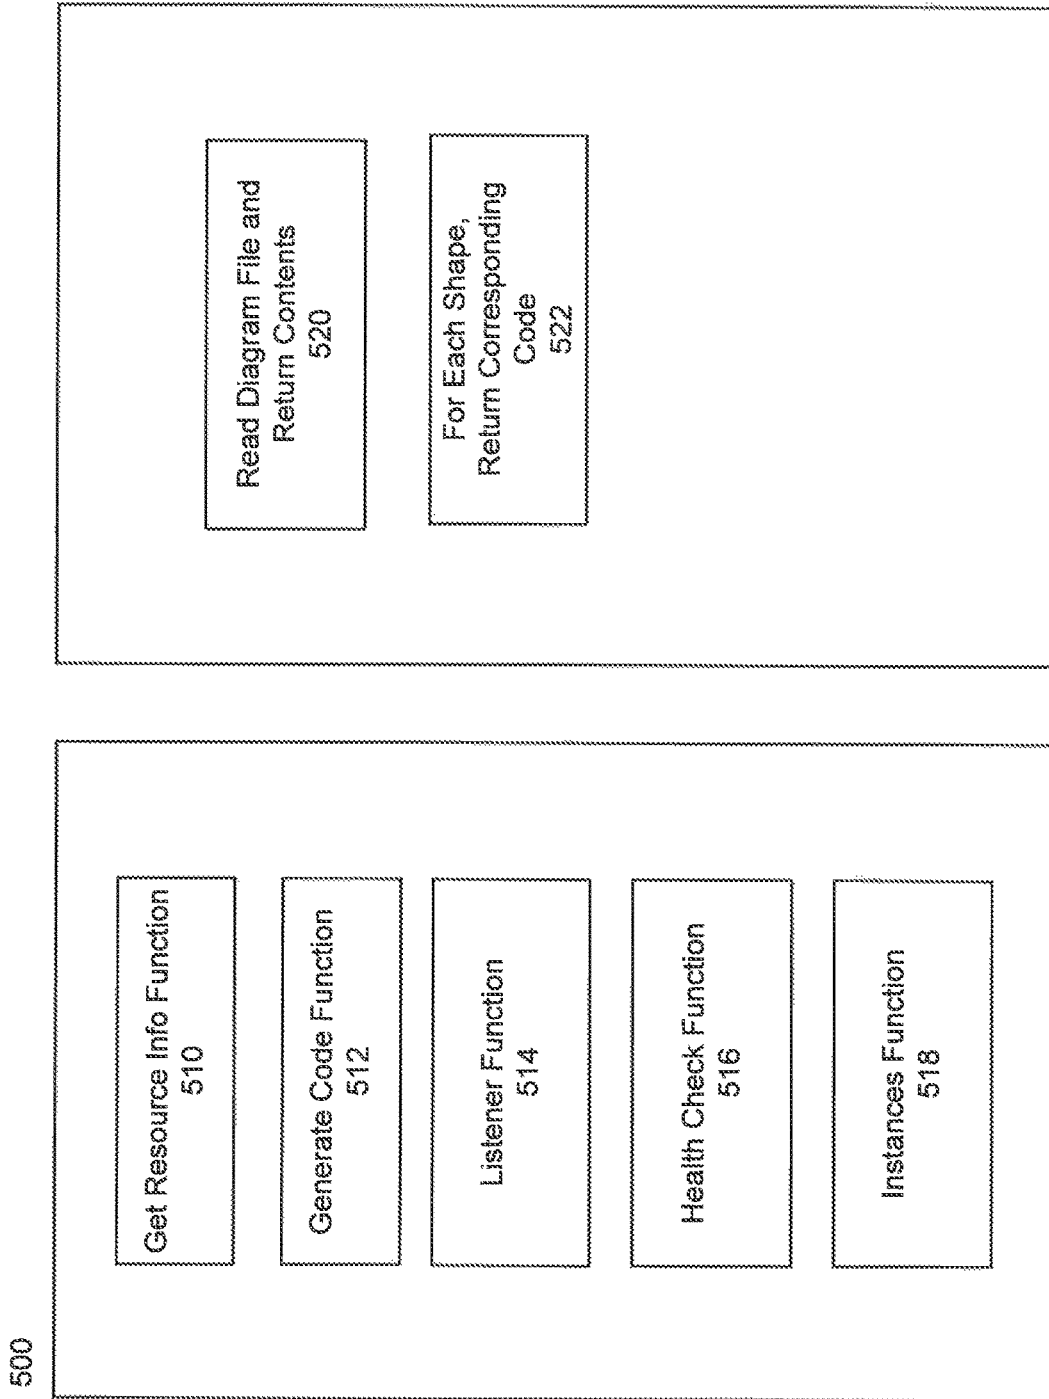 500
Get Resource Info Function
510
Generate Code Function
512
Listener Function
514
Health Check Function
516
Instances Function
518
Read Diagram File and
Return Contents
520
For Each Shape,
Return Corresponding
Code
522